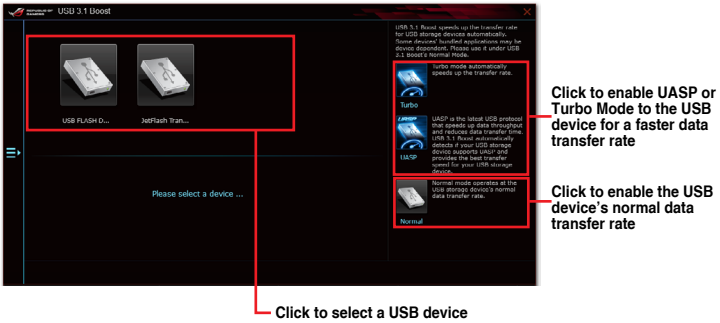 REPUBLIC OF
GAMERS
USB 3.1 Boost
USB FLASH D...
JetFlash Tran...
Please select a device ...
USB 3.1 Boost speeds up the transfer rate
for USB storage devices automatically.
Some devices' bundled applications may be
device dependent. Please use it under USB
3.1 Boost's Normal Mode.
Turbo mode automatically
speeds up the transfer rate.
Turbo
UASP
UASP is the latest USB protocol
that speeds up data throughput
and reduces data transfer time.
USB 3.1 Boost automatically
detects if your USB storage
device supports UASP and
provides the best transfer
speed for your USB storage
device.
UASP
Normal mode operates at the
USB storage device's normal
data transfer rate.
Normal
Click to enable UASP or
Turbo Mode to the USB
device for a faster data
transfer rate
Click to enable the USB
device's normal data
transfer rate
Click to select a USB device